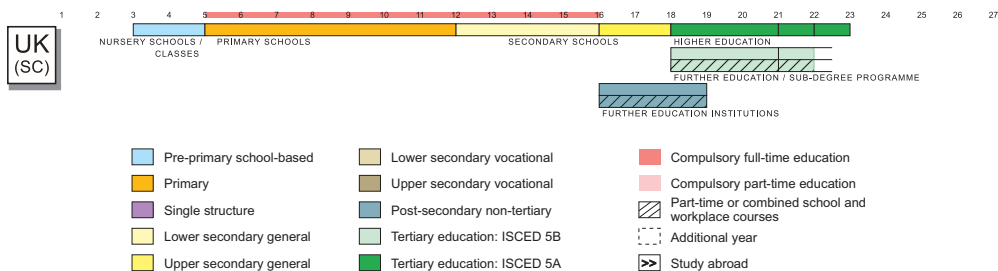 1 2 3 4 5 6 7 8 9 10 11 12 13 14 15 16 17 18 19 20 21 22 23 24 25 26 27
UK
(SC)
NURSERY SCHOOLS /
CLASSES
PRIMARY SCHOOLS
SECONDARY SCHOOLS
HIGHER EDUCATION
FURTHER EDUCATION / SUB-DEGREE PROGRAMME
FURTHER EDUCATION INSTITUTIONS
Pre-primary school-based
Primary
Single structure
Lower secondary general
Upper secondary general
Lower secondary vocational
Upper secondary vocational
Post-secondary non-tertiary
Tertiary education: ISCED 5B
Tertiary education: ISCED 5A
Compulsory full-time education
Compulsory part-time education
Part-time or combined school and
workplace courses
Additional year
>> Study abroad